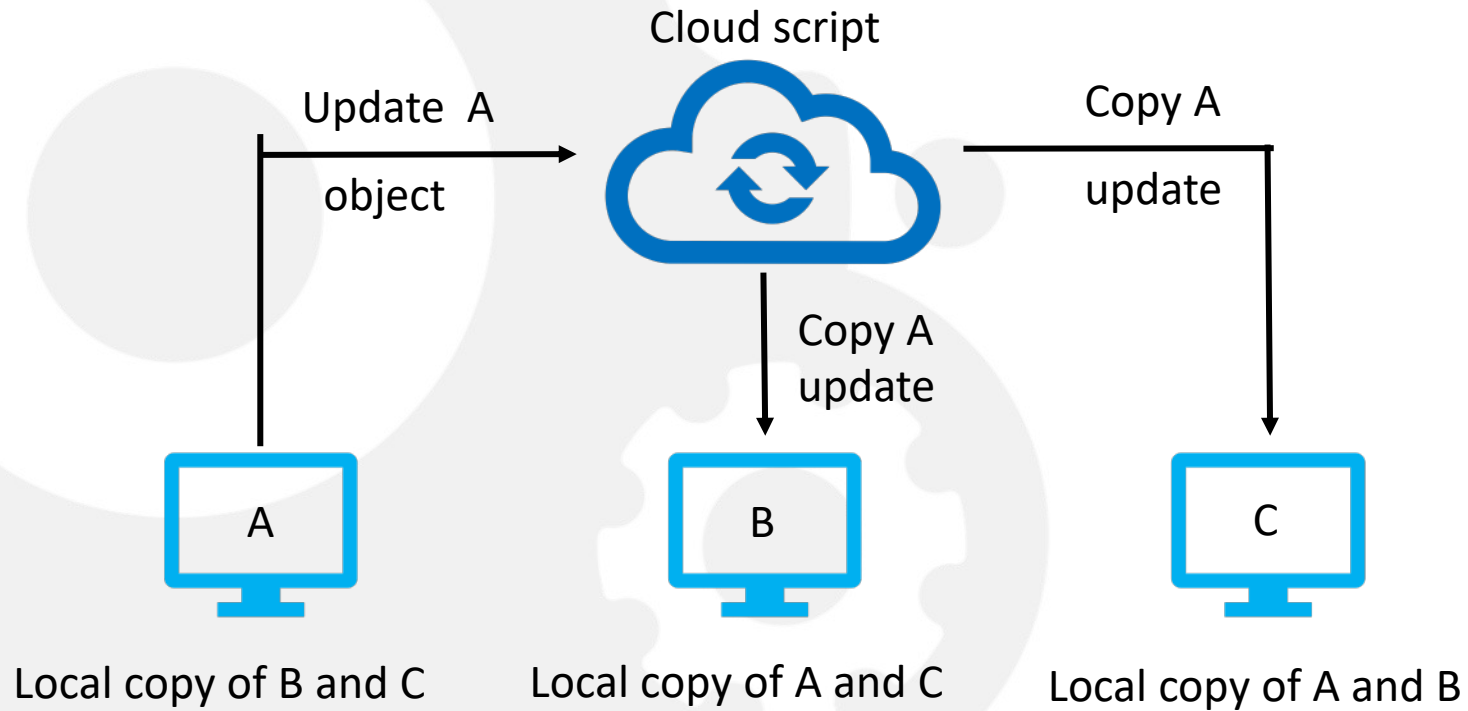 Cloud script
Update A
object
Copy A
update
Copy A
update
A
B
C
Local copy of B and C
Local copy of A and C
Local copy of A and B